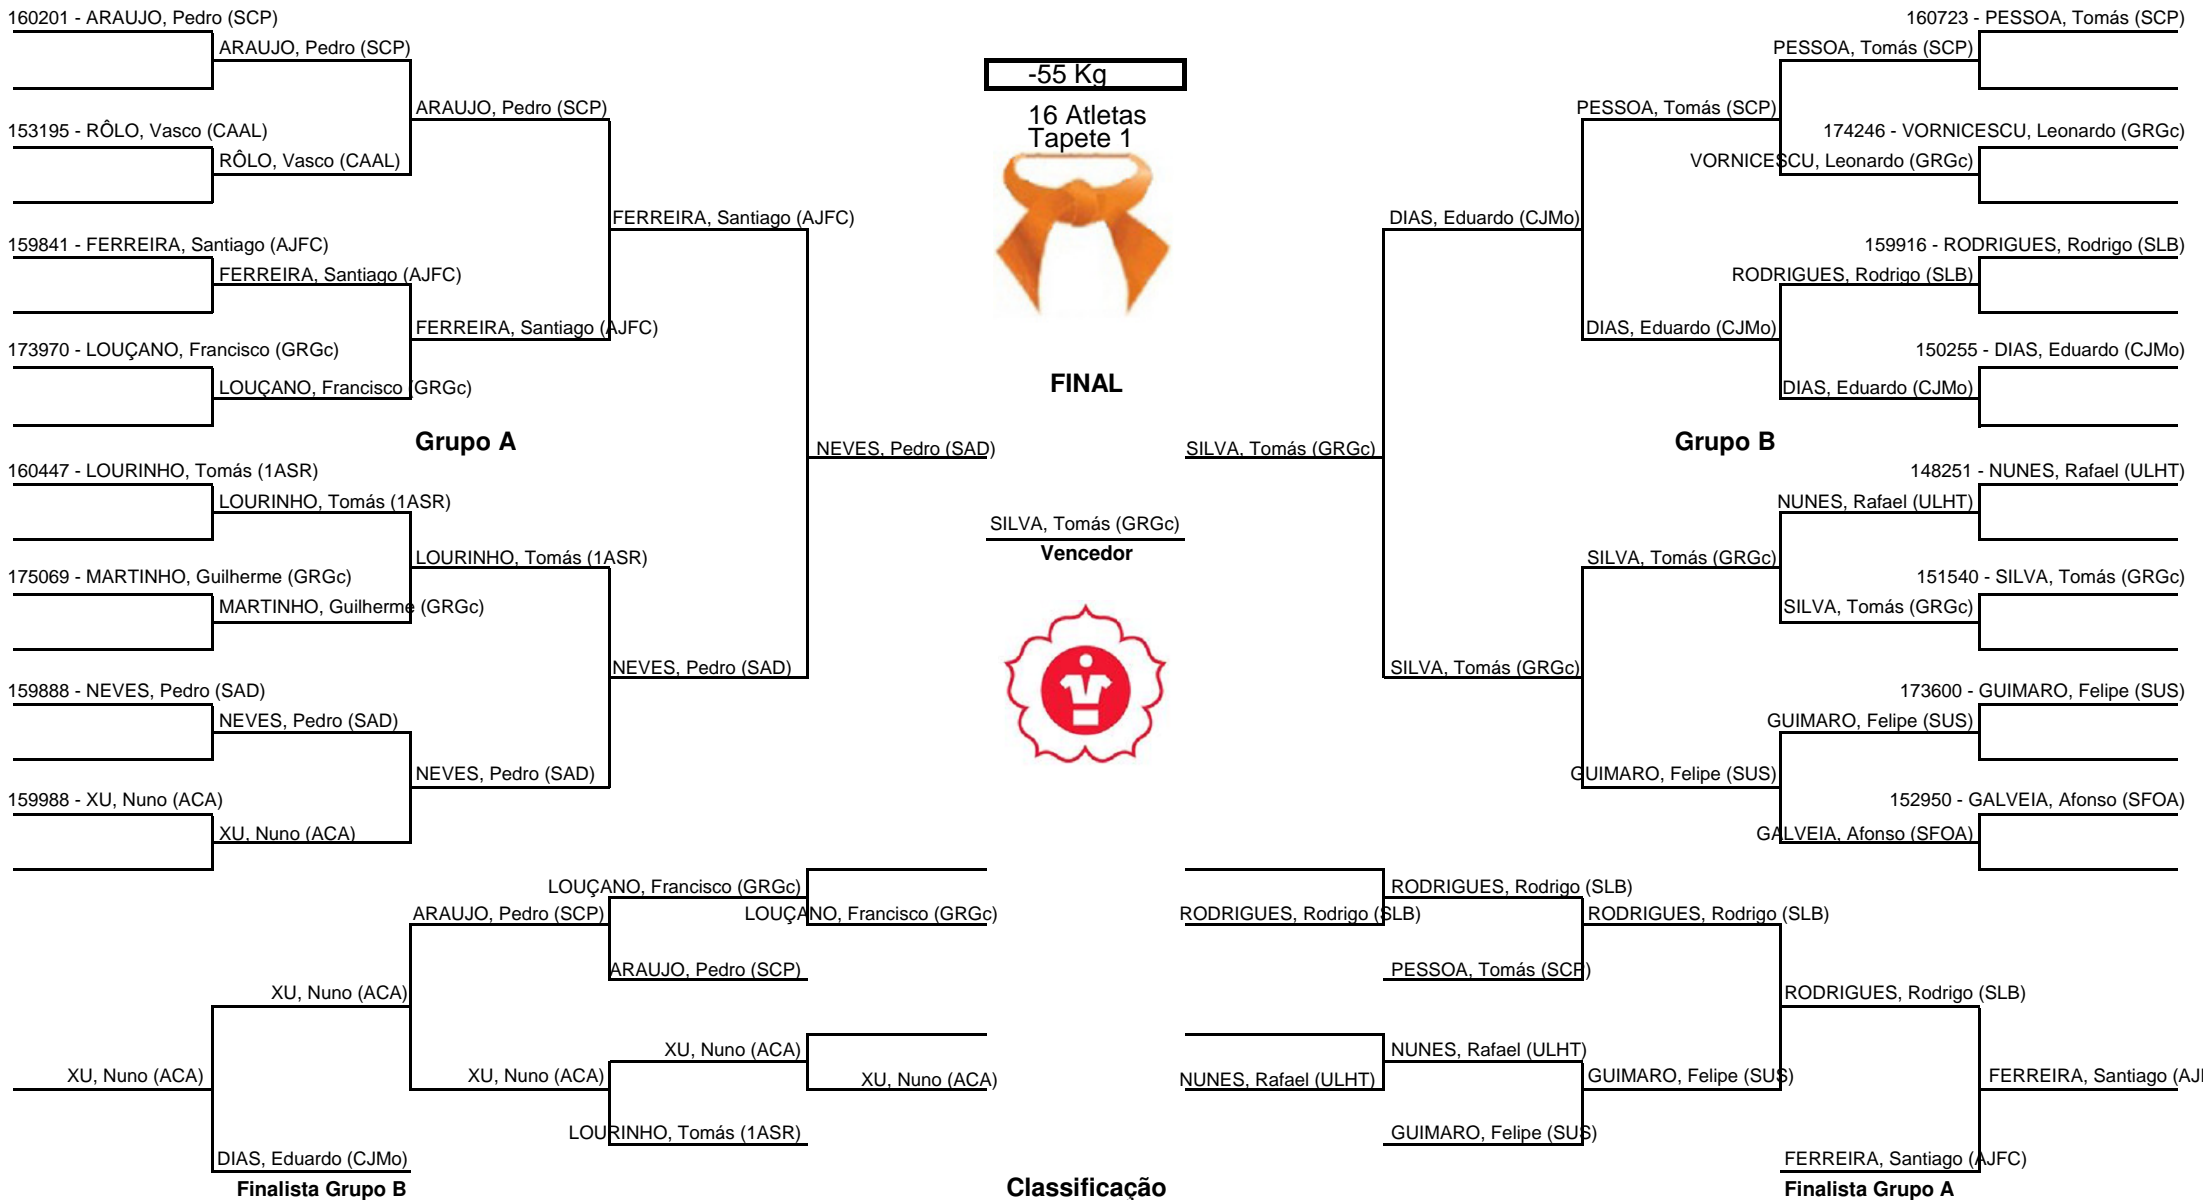 160201 - ARAUJO, Pedro (SCP)
ARAUJO, Pedro (SCP)
ARAUJO, Pedro (SCP)
153195 - RÔLO, Vasco (CAAL)
RÔLO, Vasco (CAAL)
FERREIRA, Santiago (AJFC)
159841 - FERREIRA, Santiago (AJFC)
FERREIRA, Santiago (AJFC)
FERREIRA, Santiago (AJFC)
173970 - LOUÇANO, Francisco (GRGc)
LOUÇANO, Francisco (GRGc)
Grupo A
NEVES, Pedro (SAD)
160447 - LOURINHO, Tomás (1ASR)
LOURINHO, Tomás (1ASR)
LOURINHO, Tomás (1ASR)
175069 - MARTINHO, Guilherme (GRGc)
MARTINHO, Guilherme (GRGc)
NEVES, Pedro (SAD)
159888 - NEVES, Pedro (SAD)
NEVES, Pedro (SAD)
NEVES, Pedro (SAD)
159988 - XU, Nuno (ACA)
XU, Nuno (ACA)
-55 Kg
16 Atletas
Tapete 1
FINAL
SILVA, Tomás (GRGc)
Vencedor
160723 - PESSOA, Tomás (SCP)
PESSOA, Tomás (SCP)
PESSOA, Tomás (SCP)
174246 - VORNICESCU, Leonardo (GRGc)
VORNICESCU, Leonardo (GRGc)
DIAS, Eduardo (CJMo)
159916 - RODRIGUES, Rodrigo (SLB)
RODRIGUES, Rodrigo (SLB)
DIAS, Eduardo (CJMo)
150255 - DIAS, Eduardo (CJMo)
DIAS, Eduardo (CJMo)
Grupo B
SILVA, Tomás (GRGc)
148251 - NUNES, Rafael (ULHT)
NUNES, Rafael (ULHT)
SILVA, Tomás (GRGc)
151540 - SILVA, Tomás (GRGc)
SILVA, Tomás (GRGc)
SILVA, Tomás (GRGc)
173600 - GUIMARO, Felipe (SUS)
GUIMARO, Felipe (SUS)
GUIMARO, Felipe (SUS)
152950 - GALVEIA, Afonso (SFOA)
GALVEIA, Afonso (SFOA)
LOUÇANO, Francisco (GRGc)
ARAUJO, Pedro (SCP)
LOUÇANO, Francisco (GRGc)
ARAUJO, Pedro (SCP)
XU, Nuno (ACA)
XU, Nuno (ACA)
XU, Nuno (ACA)
XU, Nuno (ACA)
XU, Nuno (ACA)
LOURINHO, Tomás (1ASR)
DIAS, Eduardo (CJMo)
Finalista Grupo B
RODRIGUES, Rodrigo (SLB)
RODRIGUES, Rodrigo (SLB)
RODRIGUES, Rodrigo (SLB)
PESSOA, Tomás (SCP)
RODRIGUES, Rodrigo (SLB)
NUNES, Rafael (ULHT)
NUNES, Rafael (ULHT)
GUIMARO, Felipe (SUS)
FERREIRA, Santiago
GUIMARO, Felipe (SUS)
FERREIRA, Santiago (AJFC)
Finalista Grupo A
Classificação